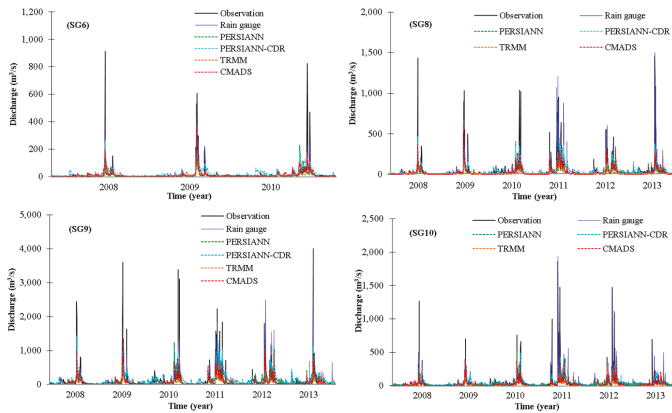 (SG6)
Observation
Rain gauge
PERSIANN
PERSIANN-CDR
TRMM
CMADS
Discharge (m³/s)
1,200
1,000
800
600
400
200
0
2008 2009 2010
Time (year)
(SG8)
Observation Rain gauge
PERSIANN PERSIANN-CDR
TRMM CMADS
Discharge (m³/s)
2,000
1,500
1,000
500
0
2008 2009 2010 2011 2012 2013
Time (year)
(SG9)
Observation
Rain gauge
PERSIANN
PERSIANN-CDR
TRMM
CMADS
Discharge (m³/s)
5,000
4,000
3,000
2,000
1,000
0
2008 2009 2010 2011 2012 2013
Time (year)
(SG10)
Observation Rain gauge
PERSIANN PERSIANN-CDR
TRMM CMADS
Discharge (m³/s)
2,500
2,000
1,500
1,000
500
0
2008 2009 2010 2011 2012 2013
Time (year)